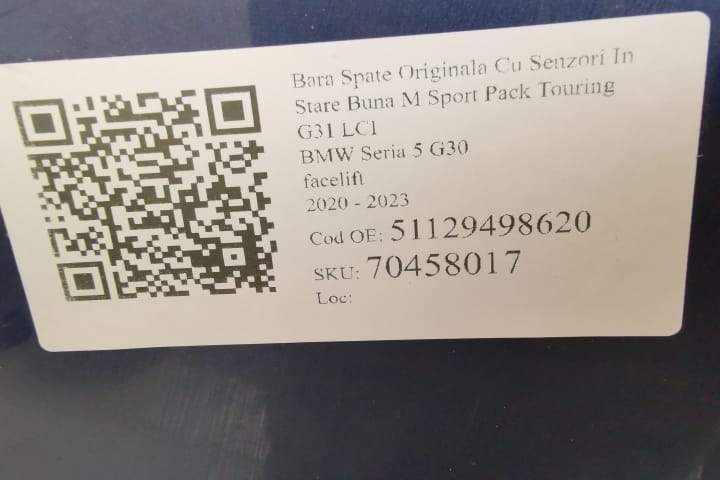 Bara Spate Originala Cu Senzori In
Stare Buna M Sport Pack Touring
G31 LCI
BMW Seria 5 G30
facelift
2020 - 2023
Cod OE: 51129498620
SKU: 70458017
Loc: